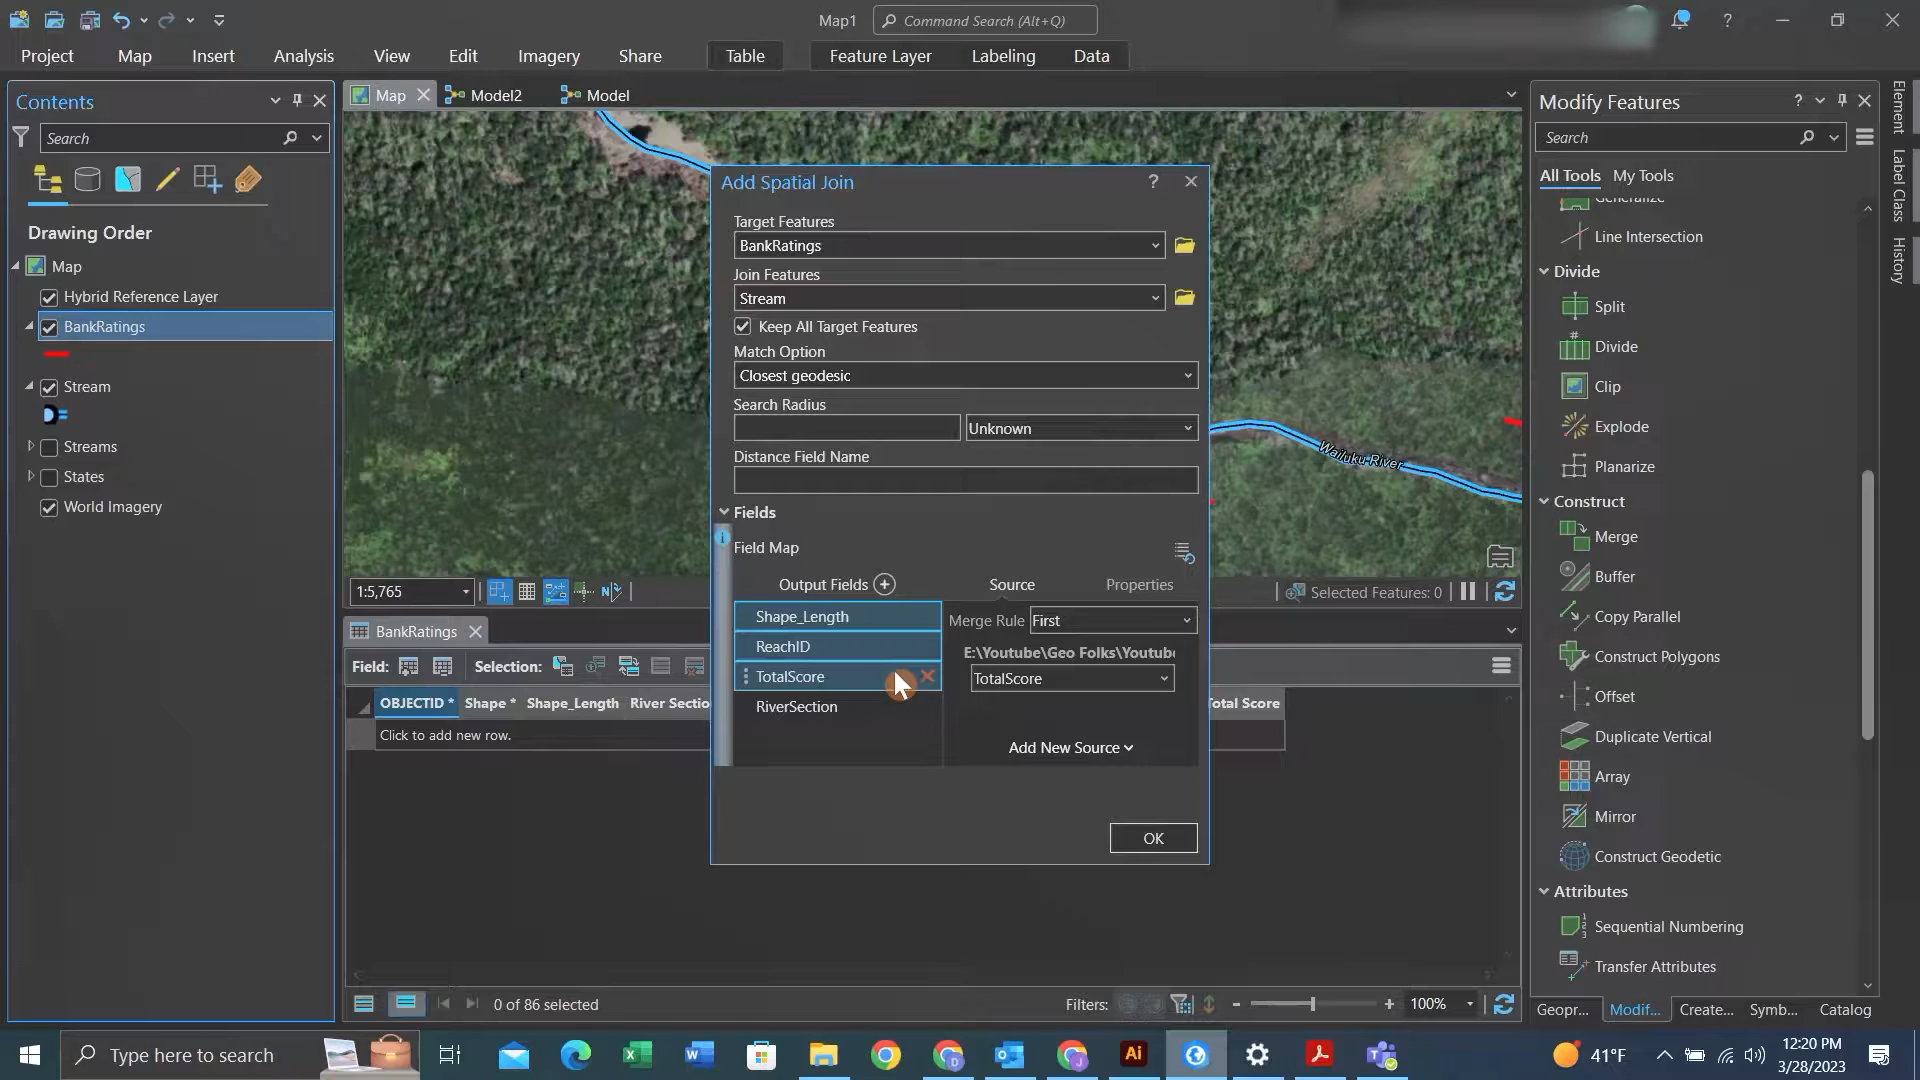 Map1
Command Search (Alt+Q)
Project
Map
Insert
Analysis
View
Edit
Imagery
Share
Table
Feature Layer
Labeling
Data
Contents
Search
Drawing Order
Map
Hybrid Reference Layer
BankRatings
Stream
Streams
States
World Imagery
Map
Model2
Model
Wailuku River
1:5,765
Selected Features: 0
Add Spatial Join
Target Features
BankRatings
Join Features
Stream
Keep All Target Features
Match Option
Closest geodesic
Search Radius
Unknown
Distance Field Name
Fields
Field Map
Output Fields
Source
Properties
Shape_Length
ReachID
TotalScore
RiverSection
Merge Rule
First
E:\Youtube\Geo Folks\Youtube
TotalScore
Add New Source
OK
BankRatings
Field:
Selection:
OBJECTID *
Shape *
Shape_Length
River Sectio
otal Score
Click to add new row.
0 of 86 selected
Filters:
100%
Modify Features
Search
All Tools
My Tools
Generalize
Line Intersection
Divide
Split
Divide
Clip
Explode
Planarize
Construct
Merge
Buffer
Copy Parallel
Construct Polygons
Offset
Duplicate Vertical
Array
Mirror
Construct Geodetic
Attributes
Sequential Numbering
Transfer Attributes
Geopr...
Modif...
Create...
Symb...
Catalog
Element
Label Class
History
Type here to search
41°F
12:20 PM
3/28/2023